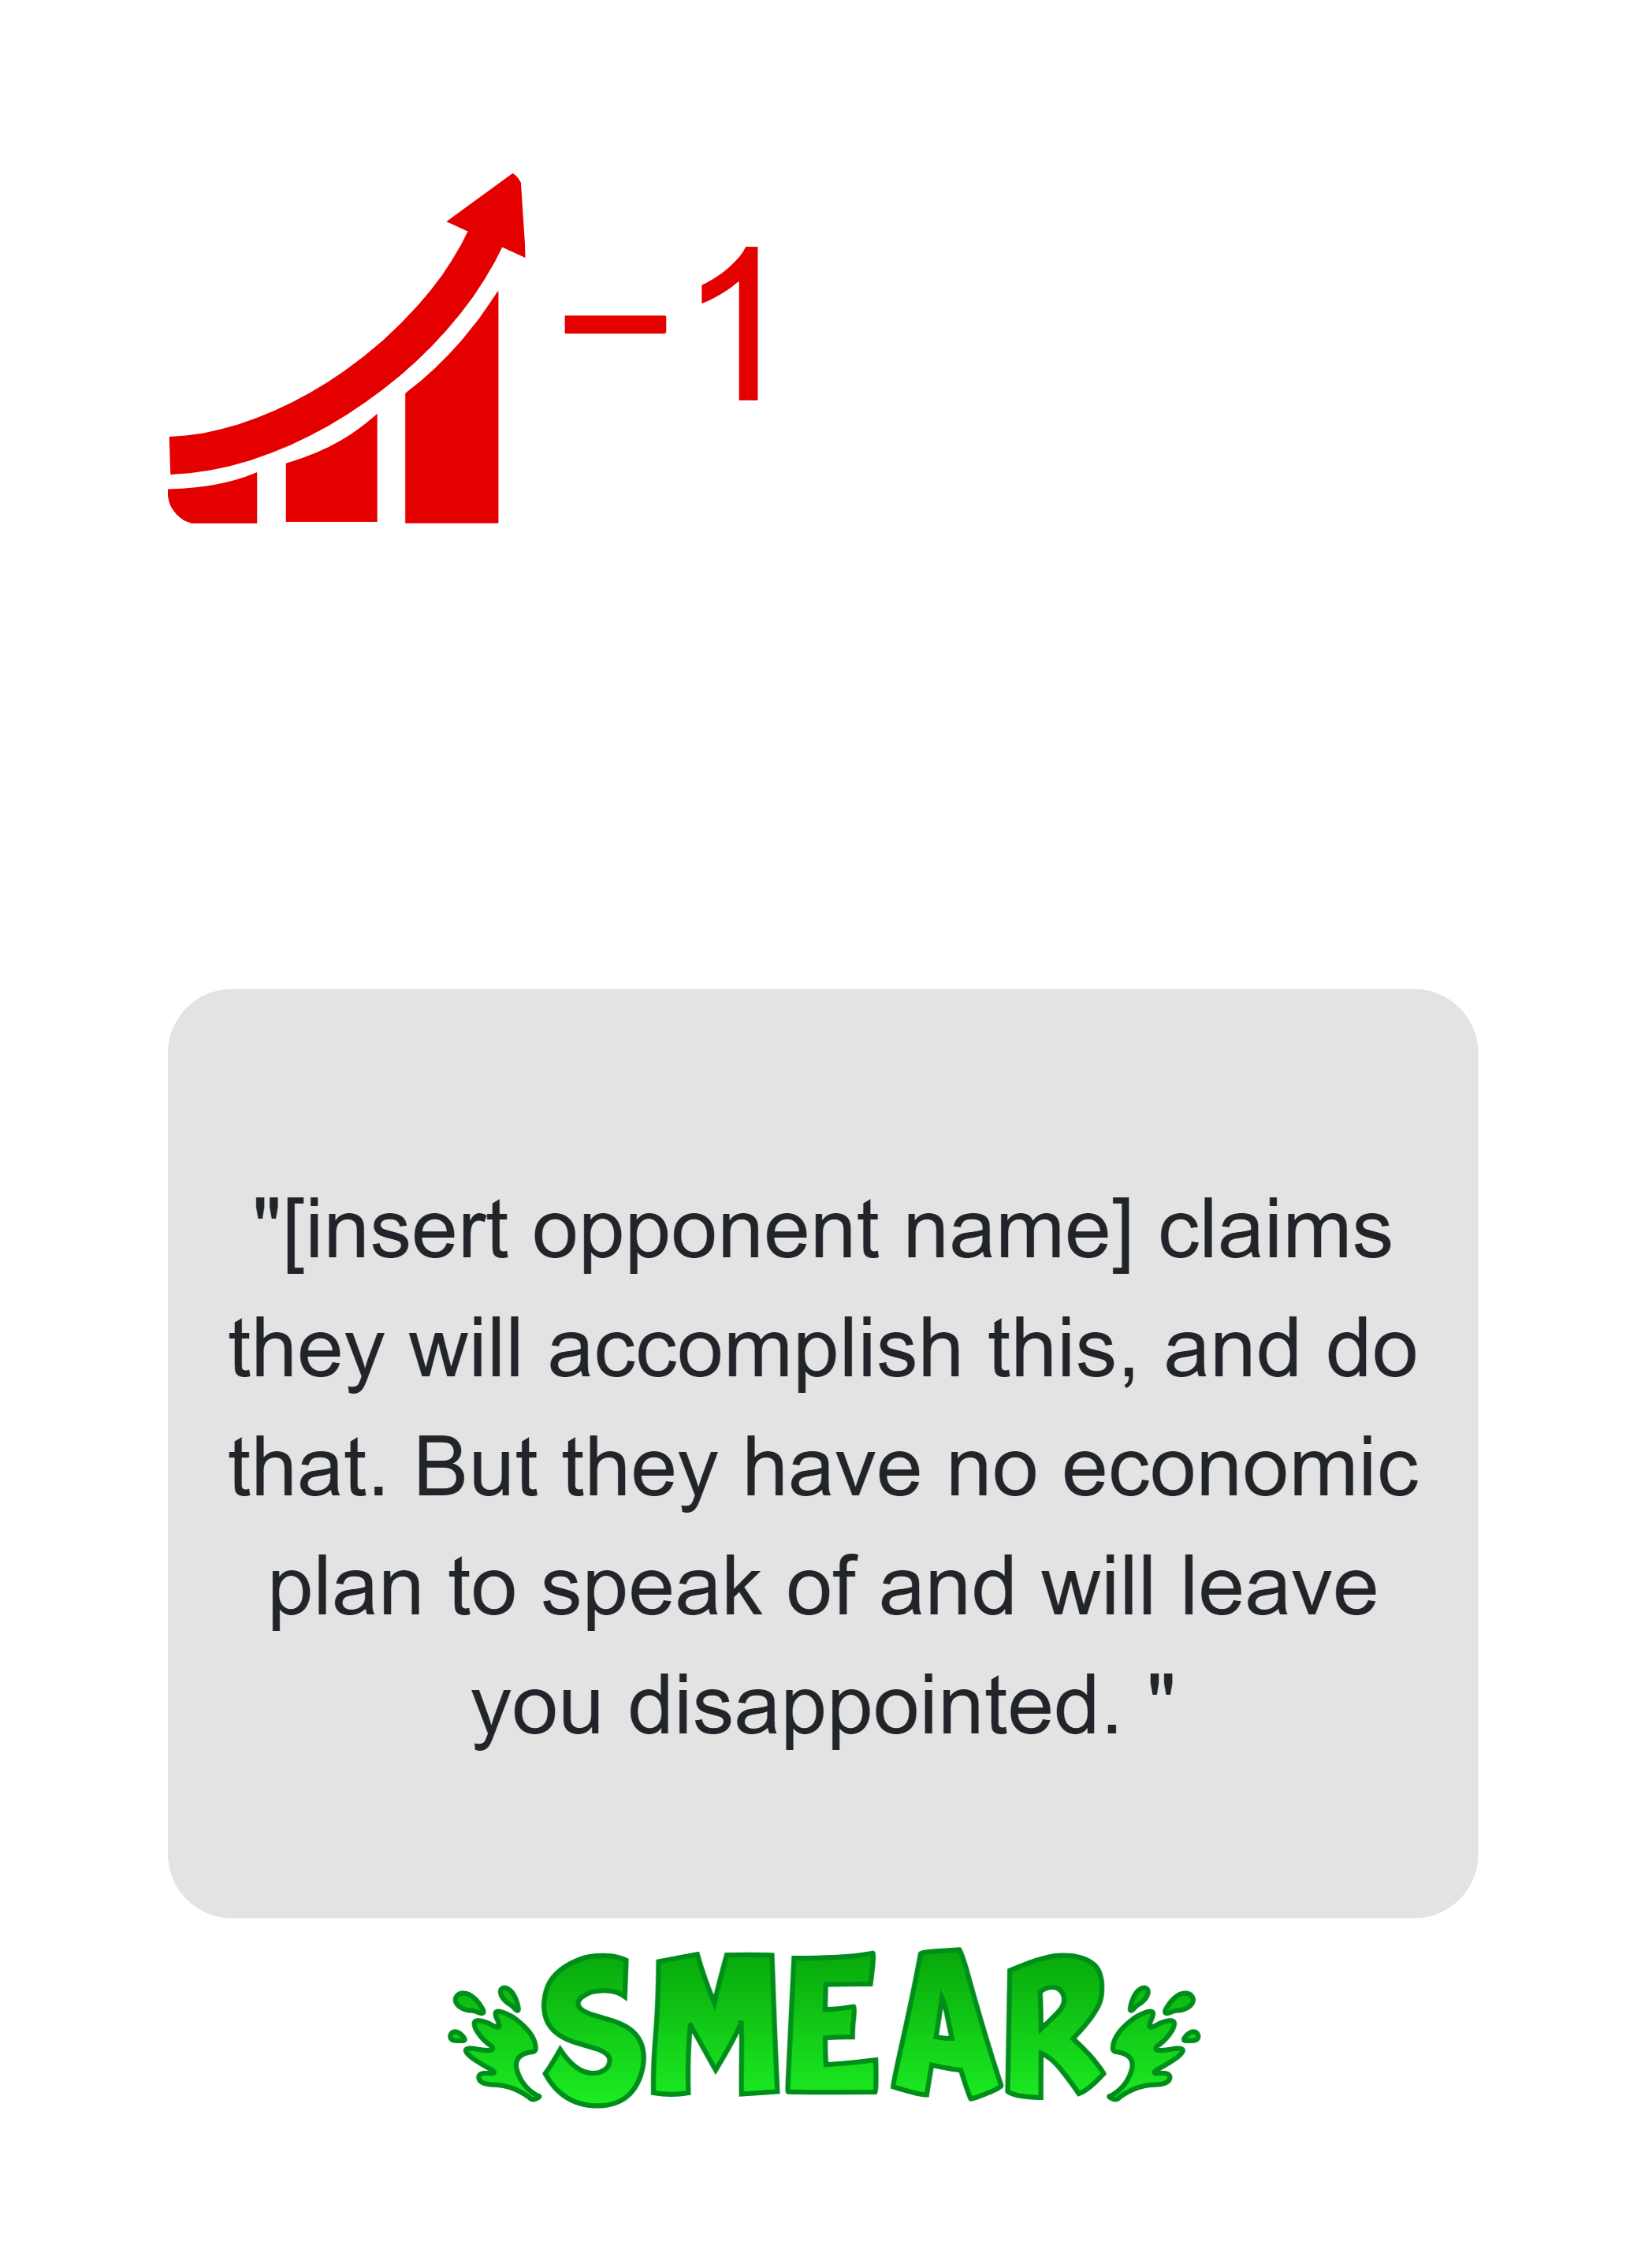 –1
"[insert opponent name] claims
they will accomplish this, and do
that. But they have no economic
plan to speak of and will leave
you disappointed. "
SMEAR